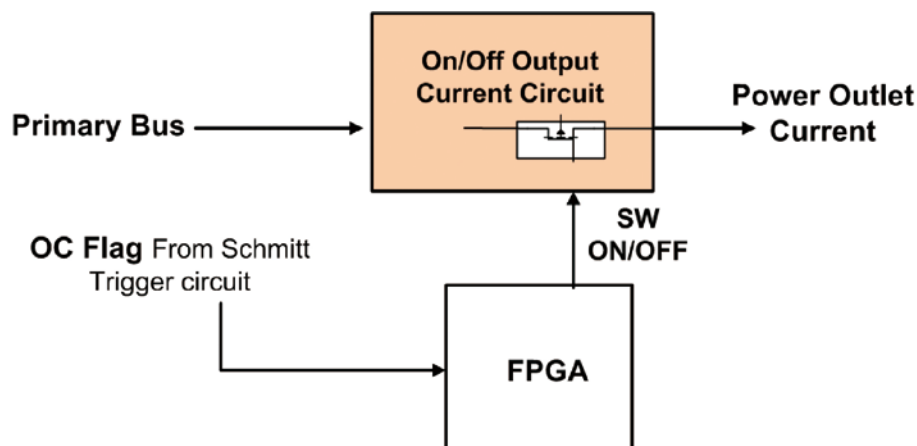 On/Off Output
Current Circuit
Primary Bus
Power Outlet
Current
SW
ON/OFF
OC Flag From Schmitt
Trigger circuit
FPGA